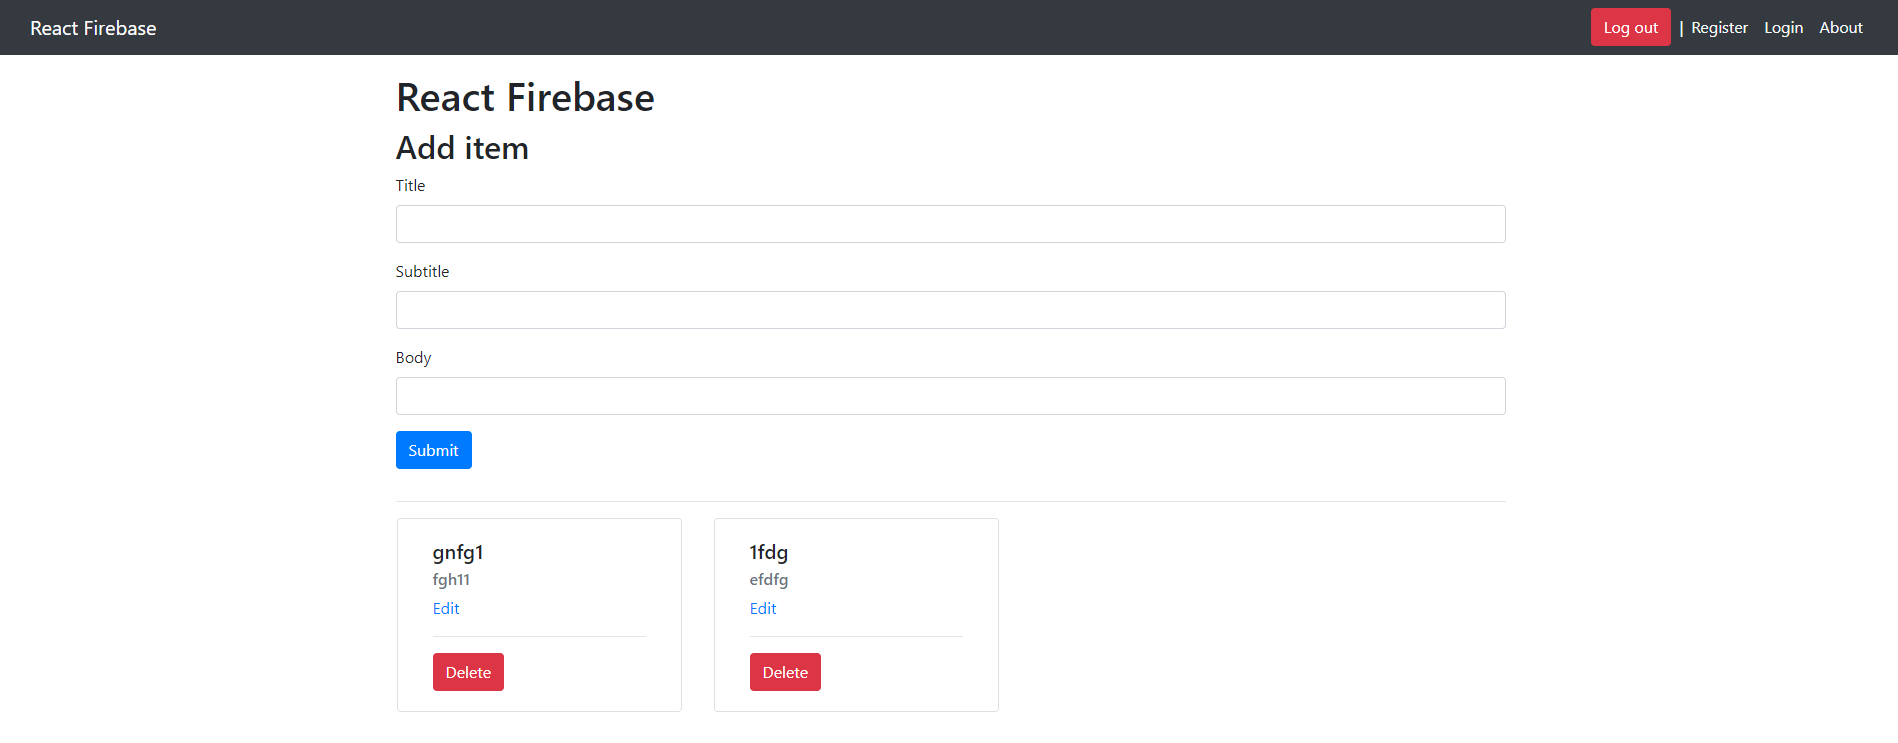 React Firebase
Log out | Register Login About
React Firebase
Add item
Title
Subtitle
Body
Submit
gnfg1
fgh11
Edit
Delete
1fdg
efdfg
Edit
Delete